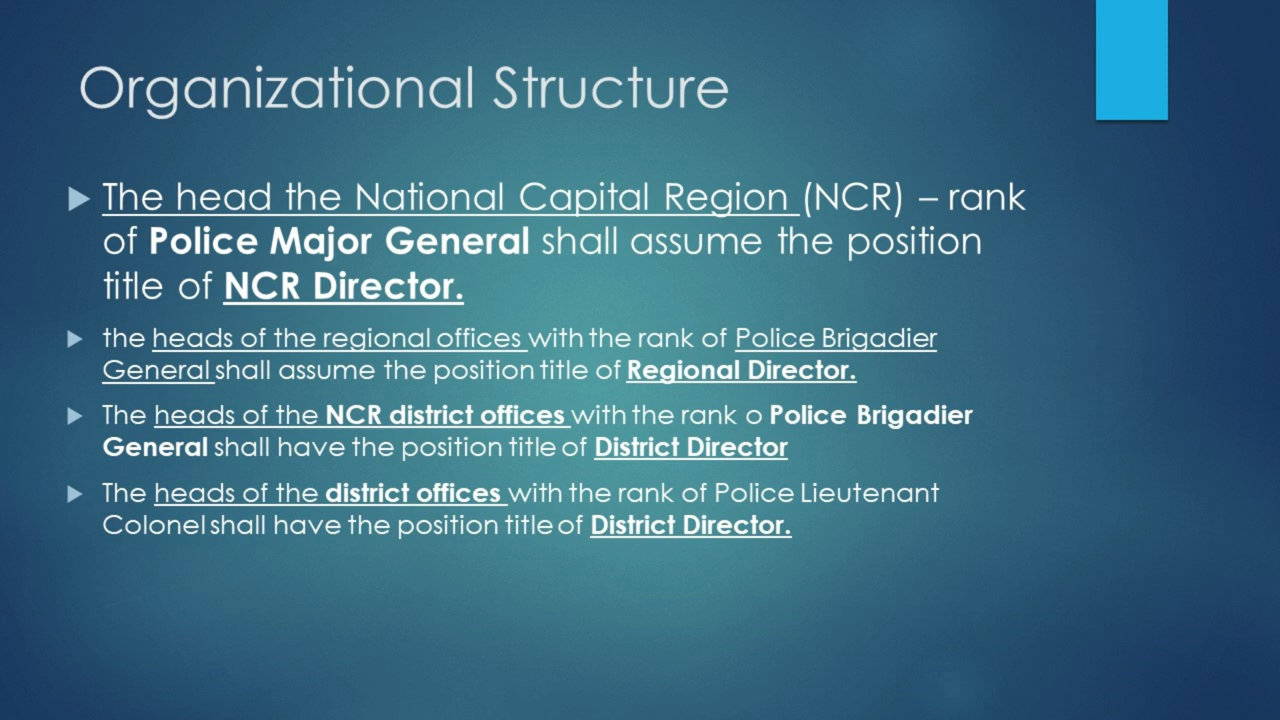 Organizational Structure
The head the National Capital Region (NCR) – rank
of Police Major General shall assume the position
title of NCR Director.
the heads of the regional offices with the rank of Police Brigadier
General shall assume the position title of Regional Director.
The heads of the NCR district offices with the rank o Police Brigadier
General shall have the position title of District Director
The heads of the district offices with the rank of Police Lieutenant
Colonel shall have the position title of District Director.